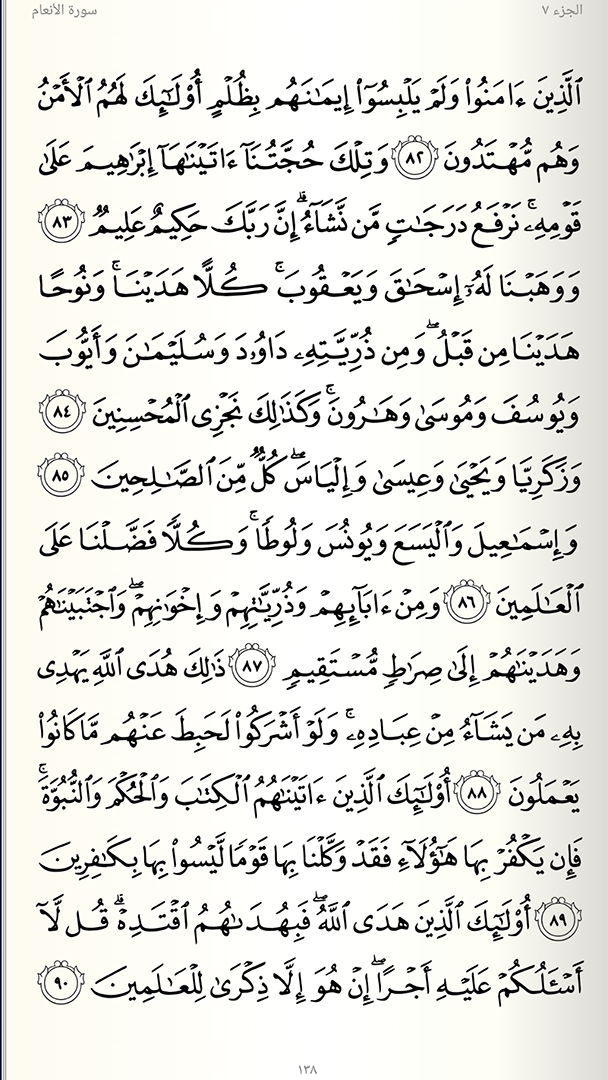 الجزء ٧
سورة الأنعام
ٱلَّذِينَ ءَامَنُوا۟ وَلَمْ يَلْبِسُوٓا۟ إِيمَـٰنَهُم بِظُلْمٍ أُو۟لَـٰٓئِكَ لَهُمُ ٱلْأَمْنُ
وَهُم مُّهْتَدُونَ ٨٢ وَتِلْكَ حُجَّتُنَآ ءَاتَيْنَـٰهَآ إِبْرَٰهِيمَ عَلَىٰ
قَوْمِهِۦ ۚ نَرْفَعُ دَرَجَـٰتٍ مَّن نَّشَآءُ ۗ إِنَّ رَبَّكَ حَكِيمٌ عَلِيمٌ ٨٣
وَوَهَبْنَا لَهُۥٓ إِسْحَـٰقَ وَيَعْقُوبَ ۚ كُلًّا هَدَيْنَا ۚ وَنُوحًا
هَدَيْنَا مِن قَبْلُ ۖ وَمِن ذُرِّيَّتِهِۦ دَاوُۥدَ وَسُلَيْمَـٰنَ وَأَيُّوبَ
وَيُوسُفَ وَمُوسَىٰ وَهَـٰرُونَ ۚ وَكَذَٰلِكَ نَجْزِى ٱلْمُحْسِنِينَ ٨٤
وَزَكَرِيَّا وَيَحْيَىٰ وَعِيسَىٰ وَإِلْيَاسَ ۖ كُلٌّ مِّنَ ٱلصَّـٰلِحِينَ ٨٥
وَإِسْمَـٰعِيلَ وَٱلْيَسَعَ وَيُونُسَ وَلُوطًا ۚ وَكُلًّا فَضَّلْنَا عَلَى
ٱلْعَـٰلَمِينَ ٨٦ وَمِنْ ءَابَآئِهِمْ وَذُرِّيَّـٰتِهِمْ وَإِخْوَٰنِهِمْ ۖ وَٱجْتَبَيْنَـٰهُمْ
وَهَدَيْنَـٰهُمْ إِلَىٰ صِرَٰطٍ مُّسْتَقِيمٍ ٨٧ ذَٰلِكَ هُدَى ٱللَّهِ يَهْدِى
بِهِۦ مَن يَشَآءُ مِنْ عِبَادِهِۦ ۚ وَلَوْ أَشْرَكُوا۟ لَحَبِطَ عَنْهُم مَّا كَانُوا۟
يَعْمَلُونَ ٨٨ أُو۟لَـٰٓئِكَ ٱلَّذِينَ ءَاتَيْنَـٰهُمُ ٱلْكِتَـٰبَ وَٱلْحُكْمَ وَٱلنُّبُوَّةَ ۚ
فَإِن يَكْفُرْ بِهَا هَـٰٓؤُلَآءِ فَقَدْ وَكَّلْنَا بِهَا قَوْمًا لَّيْسُوا۟ بِهَا بِكَـٰفِرِينَ
٨٩ أُو۟لَـٰٓئِكَ ٱلَّذِينَ هَدَى ٱللَّهُ ۖ فَبِهُدَىٰهُمُ ٱقْتَدِهْ ۗ قُل لَّآ
أَسْـَٔلُكُمْ عَلَيْهِ أَجْرًا ۖ إِنْ هُوَ إِلَّا ذِكْرَىٰ لِلْعَـٰلَمِينَ ٩٠
١٣٨